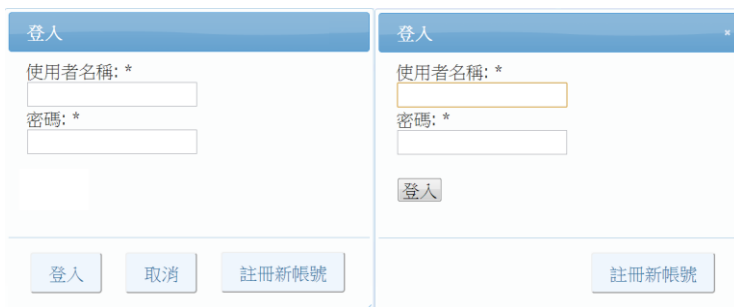 登入
使用者名稱: *
密碼: *
登入 取消 註冊新帳號
登入 ×
使用者名稱: *
密碼: *
登入
註冊新帳號